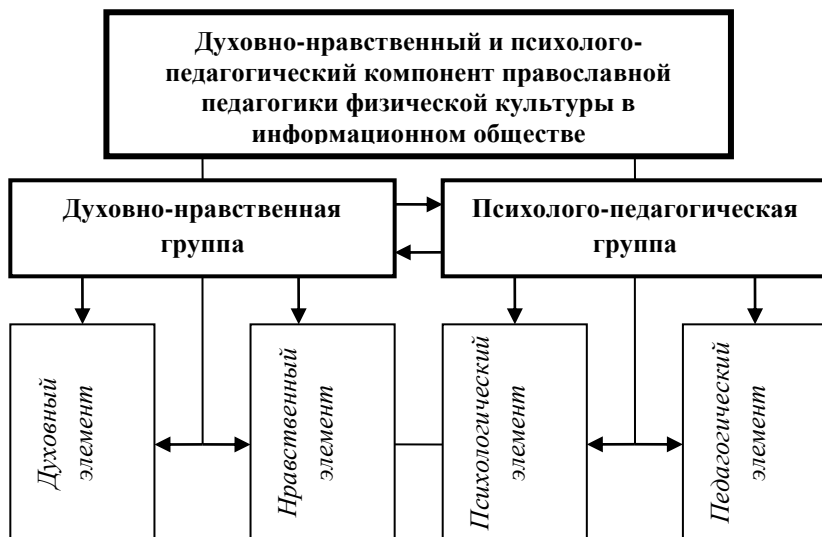 Духовно-нравственный и психолого-
педагогический компонент православной
педагогики физической культуры в
информационном обществе
Духовно-нравственная
группа
Психолого-педагогическая
группа
Духовный
элемент
Нравственный
элемент
Психологический
элемент
Педагогический
элемент